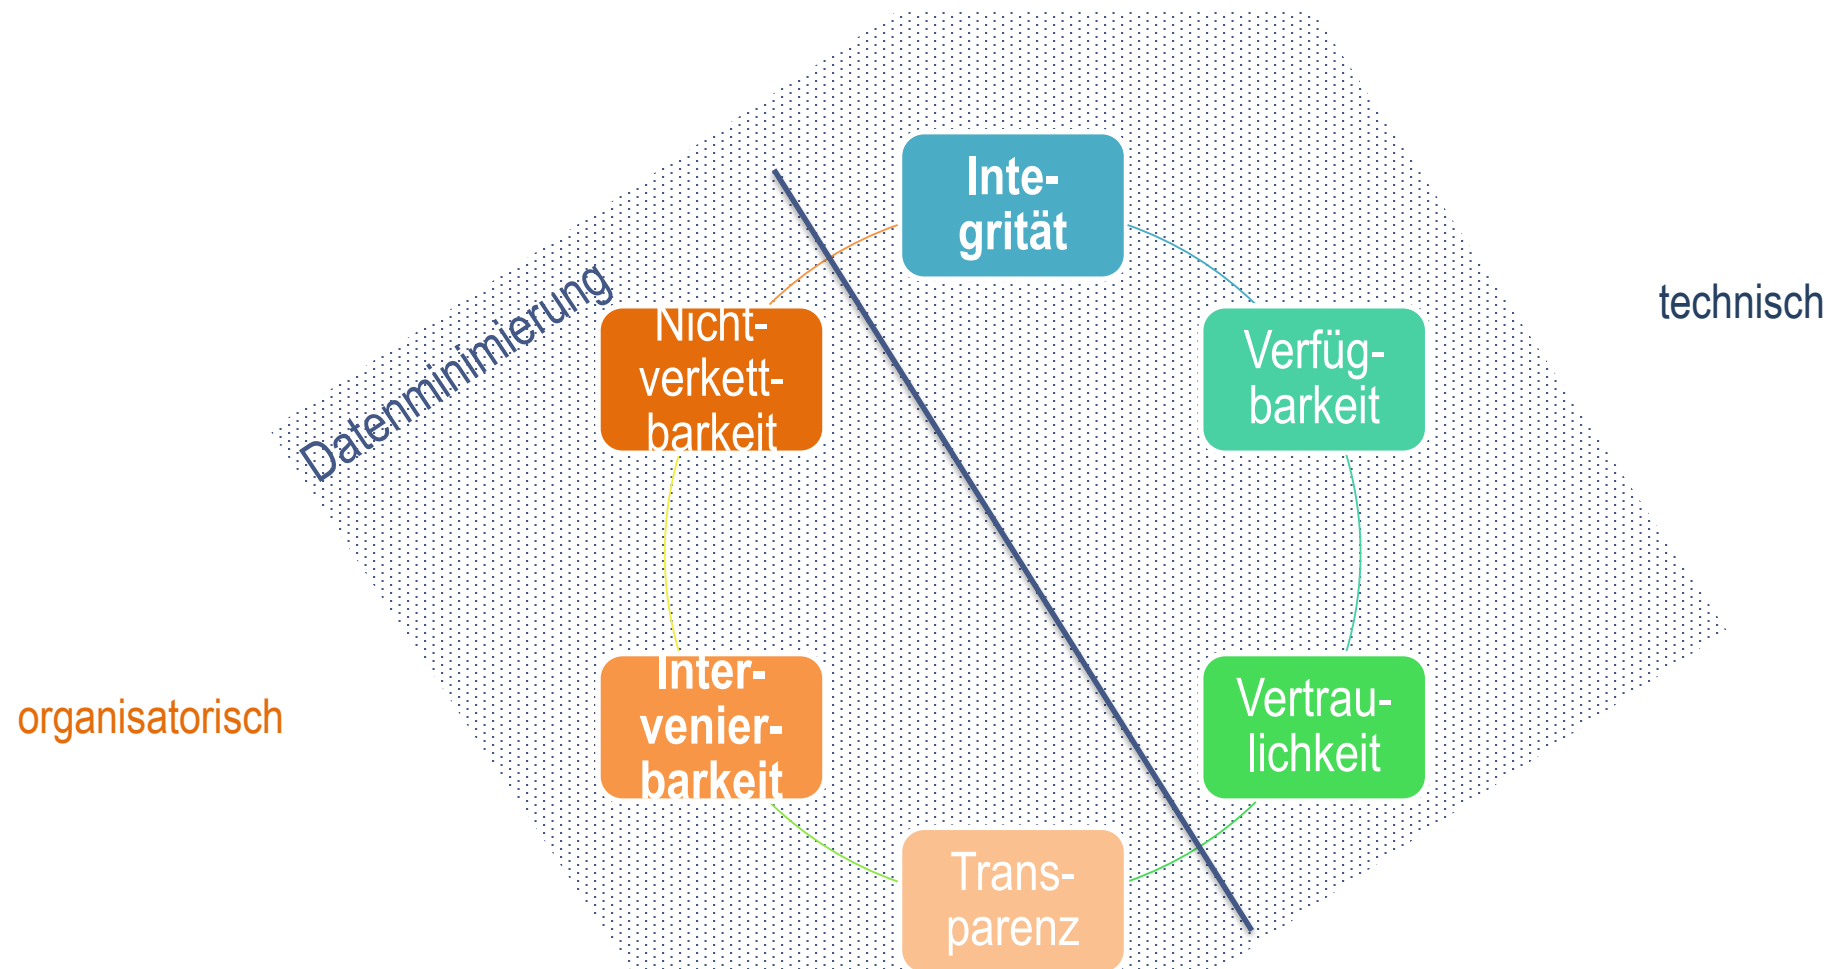 Inte-
grität
Datenminimierung
technisch
Nicht-
verkett-
barkeit
Verfüg-
barkeit
organisatorisch
Inter-
venier-
barkeit
Vertrau-
lichkeit
Trans-
parenz